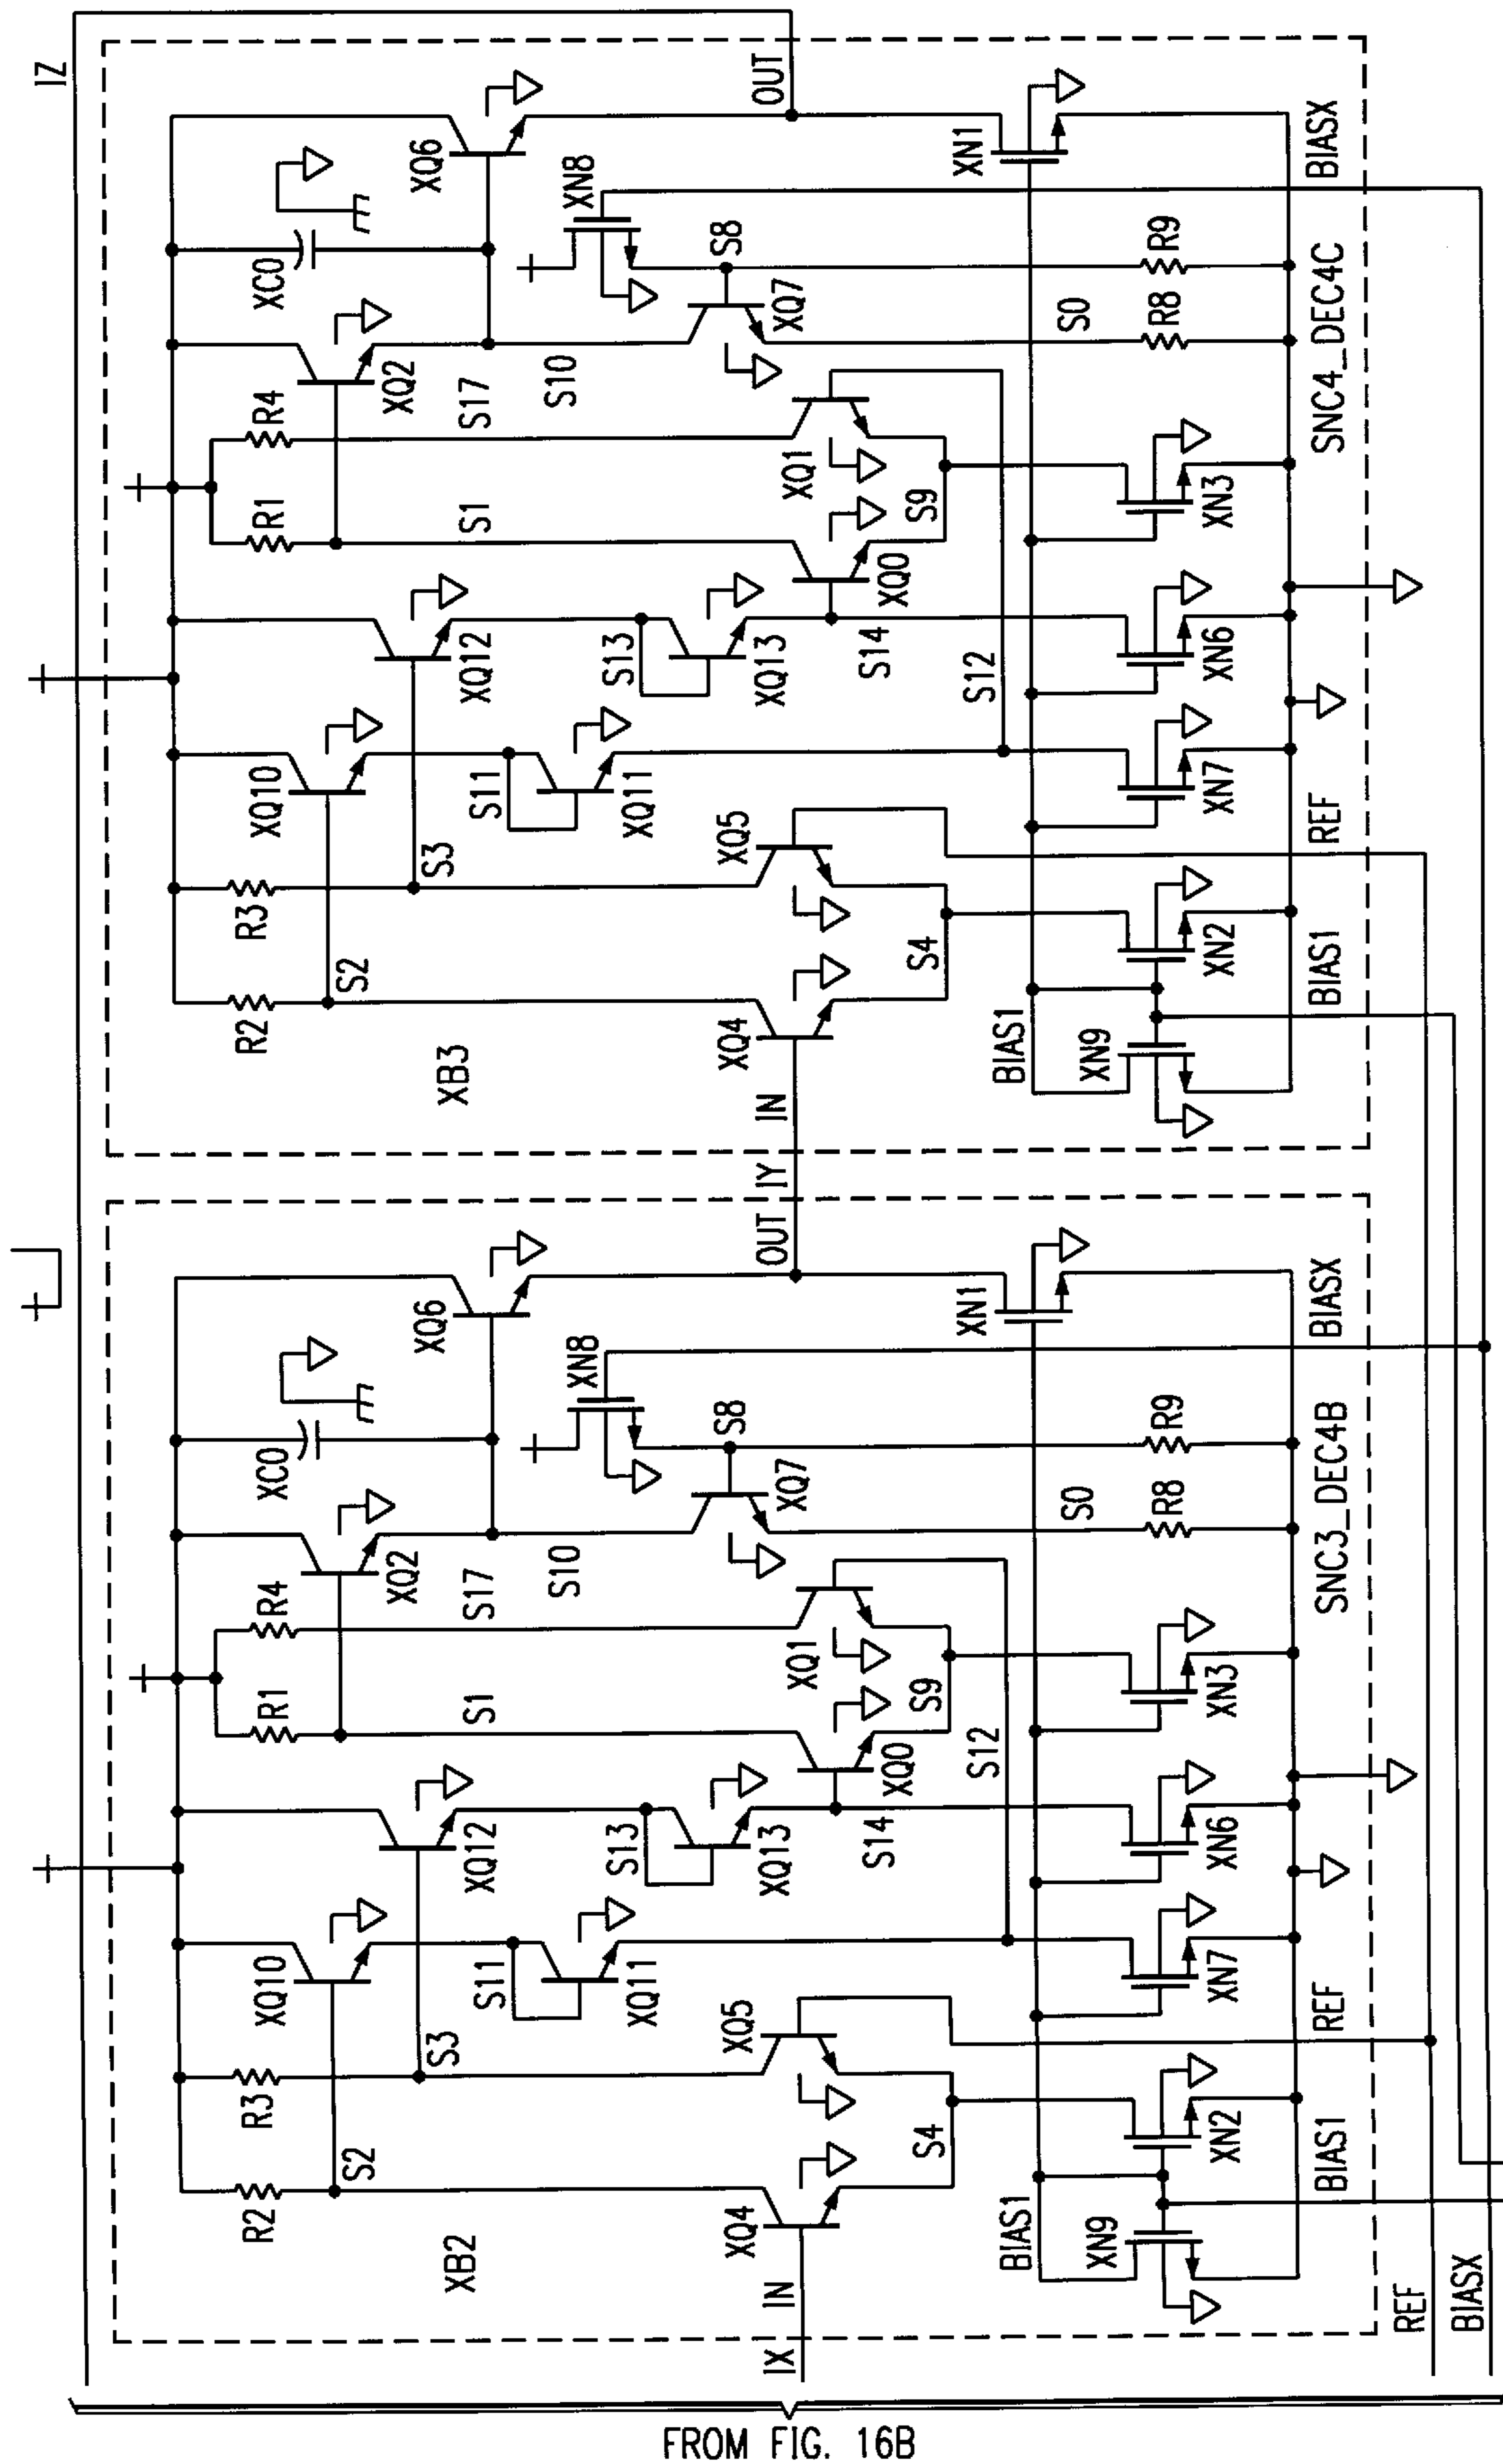 IZ
XQ6
OUT
XC0
XN8
XN1
BIASX
S8
XQ2
R4
S17
S10
XQ7
S0
R9
R8
SNC4_DEC4C
R1
S1
XQ1
S9
XQ0
XN3
XQ12
S13
XQ13
S14
S12
XN6
XQ10
S11
XQ11
XN7
REF
R3
S3
XQ5
R2
S2
S4
XN2
BIAS1
XQ4
BIAS1
XN9
XB3
IN
IY
OUT
XQ6
XC0
XN8
XN1
BIASX
S8
XQ2
R4
S17
S10
XQ7
S0
R9
R8
SNC3_DEC4B
R1
S1
XQ1
S9
XQ0
XN3
XQ12
S13
XQ13
S14
S12
XN6
XQ10
S11
XQ11
XN7
REF
R3
S3
XQ5
R2
S2
S4
XN2
BIAS1
XQ4
BIAS1
XN9
XB2
IN
IX
REF
BIASX
FROM FIG. 16B